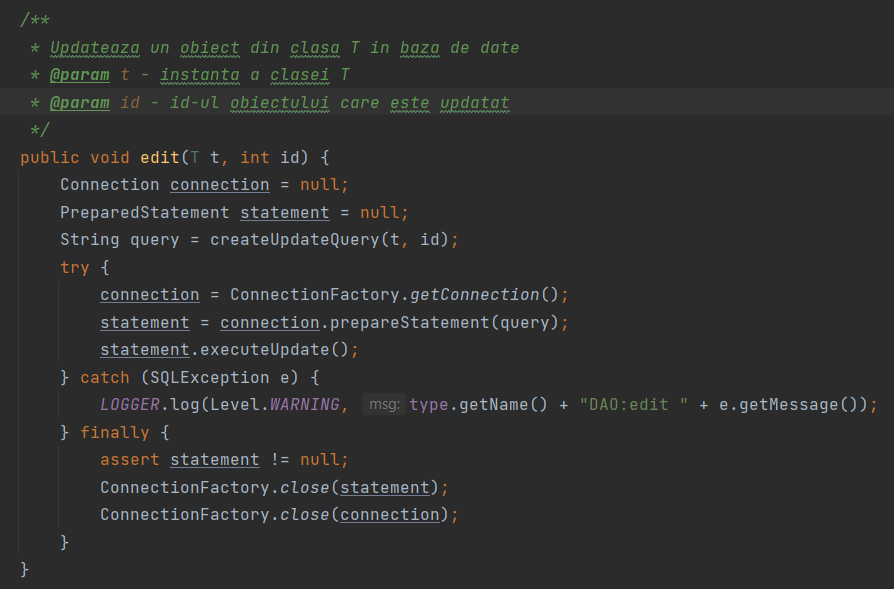 /**
 * Updateaza un obiect din clasa T in baza de date
 * @param t - instanta a clasei T
 * @param id - id-ul obiectului care este updatat
 */
public void edit(T t, int id) {
    Connection connection = null;
    PreparedStatement statement = null;
    String query = createUpdateQuery(t, id);
    try {
        connection = ConnectionFactory.getConnection();
        statement = connection.prepareStatement(query);
        statement.executeUpdate();
    } catch (SQLException e) {
        LOGGER.log(Level.WARNING, msg: type.getName() + "DAO:edit " + e.getMessage());
    } finally {
        assert statement != null;
        ConnectionFactory.close(statement);
        ConnectionFactory.close(connection);
    }
}